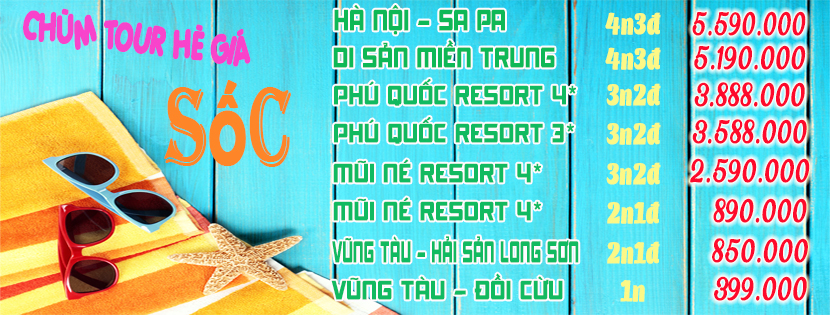 CHÙM TOUR HÈ GIÁ
SỐC
HÀ NỘI - SA PA 4n3đ 5.590.000
DI SẢN MIỀN TRUNG 4n3đ 5.190.000
PHÚ QUỐC RESORT 4* 3n2đ 3.888.000
PHÚ QUỐC RESORT 3* 3n2đ 3.588.000
MŨI NÉ RESORT 4* 3n2đ 2.590.000
MŨI NÉ RESORT 4* 2n1đ 890.000
VŨNG TÀU - HẢI SẢN LONG SƠN 2n1đ 850.000
VŨNG TÀU - ĐỒI CỪU 1n 399.000